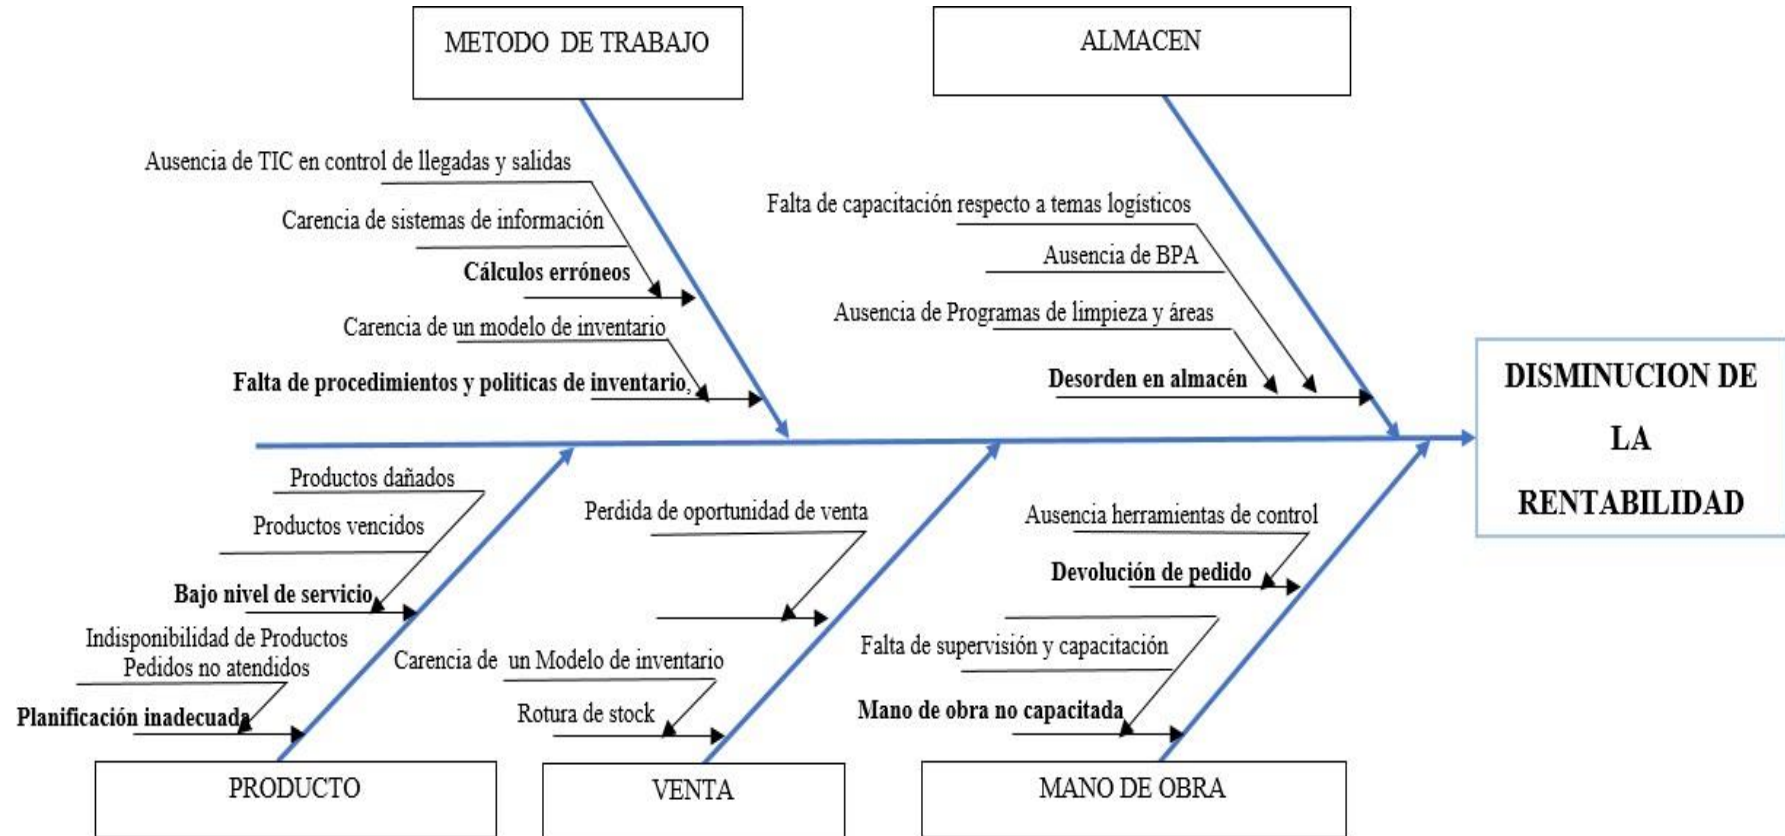 METODO DE TRABAJO
ALMACEN
Ausencia de TIC en control de llegadas y salidas
Carencia de sistemas de información
Cálculos erróneos
Carencia de un modelo de inventario
Falta de procedimientos y politicas de inventario,
Falta de capacitación respecto a temas logísticos
Ausencia de BPA
Ausencia de Programas de limpieza y áreas
Desorden en almacén
DISMINUCION DE
LA
RENTABILIDAD
Productos dañados
Productos vencidos
Bajo nivel de servicio
Indisponibilidad de Productos
Pedidos no atendidos
Planificación inadecuada
Perdida de oportunidad de venta
Carencia de un Modelo de inventario
Rotura de stock
Ausencia herramientas de control
Devolución de pedido
Falta de supervisión y capacitación
Mano de obra no capacitada
PRODUCTO
VENTA
MANO DE OBRA